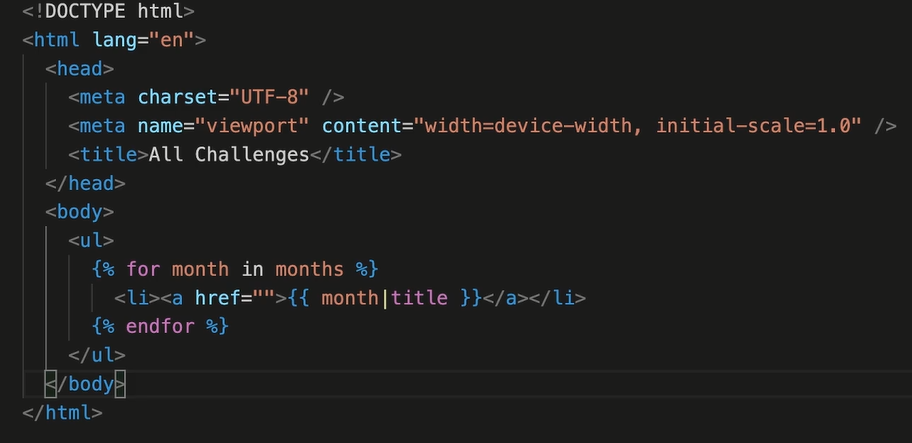 <!DOCTYPE html>
<html lang="en">
<head>
<meta charset="UTF-8" />
<meta name="viewport" content="width=device-width, initial-scale=1.0" />
<title>All Challenges</title>
</head>
<body>
<ul>
{% for month in months %}
<li><a href="">{{ month|title }}</a></li>
{% endfor %}
</ul>
</body>
</html>